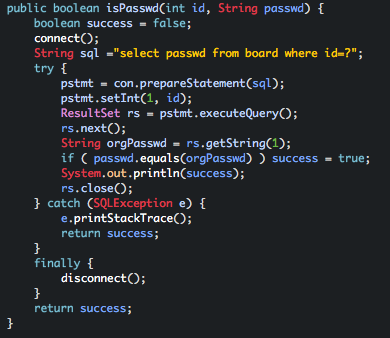 public boolean isPasswd(int id, String passwd) {
    boolean success = false;
    connect();
    String sql ="select passwd from board where id=?";
    try {
        pstmt = con.prepareStatement(sql);
        pstmt.setInt(1, id);
        ResultSet rs = pstmt.executeQuery();
        rs.next();
        String orgPasswd = rs.getString(1);
        if ( passwd.equals(orgPasswd) ) success = true;
        System.out.println(success);
        rs.close();
    } catch (SQLException e) {
        e.printStackTrace();
        return success;
    }
    finally {
        disconnect();
    }
    return success;
}